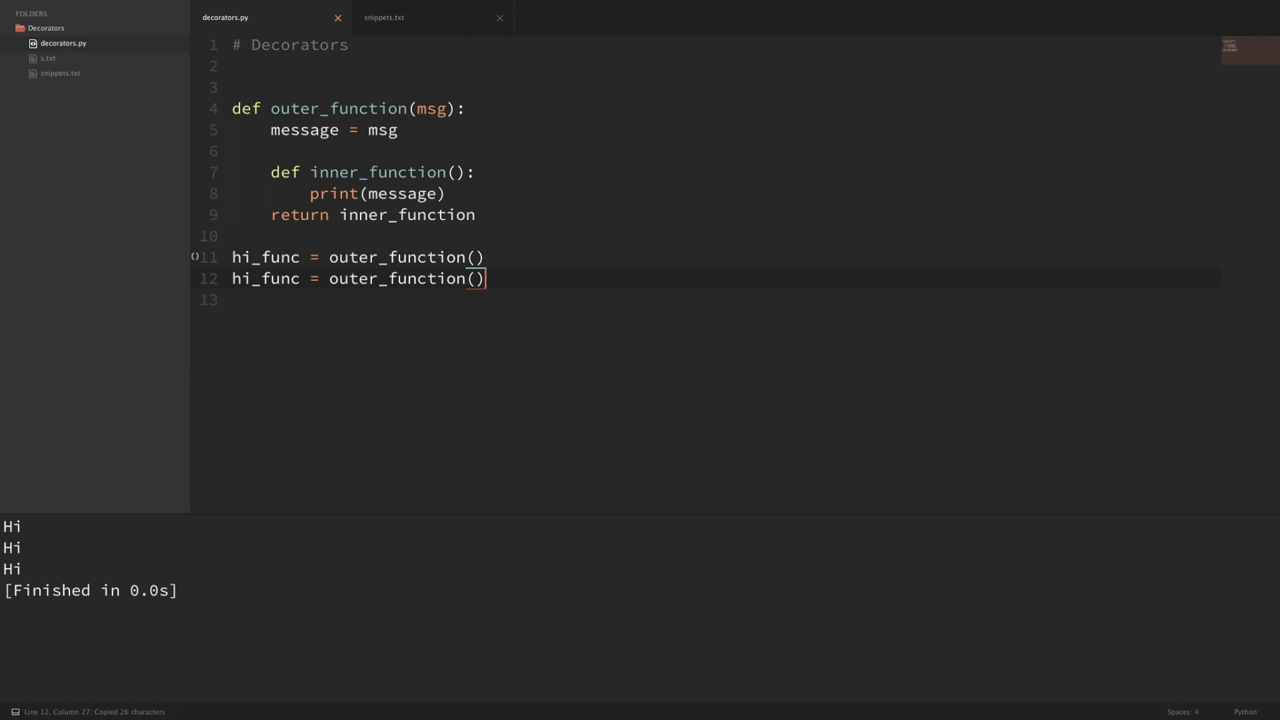 FOLDERS
Decorators
decorators.py
s.txt
snippets.txt
decorators.py
snippets.txt
1 # Decorators
2
3
4 def outer_function(msg):
5 message = msg
6
7 def inner_function():
8 print(message)
9 return inner_function
10
11 hi_func = outer_function()
12 hi_func = outer_function()
13
Hi
Hi
Hi
[Finished in 0.0s]
Line 12, Column 27; Copied 26 characters
Spaces: 4
Python